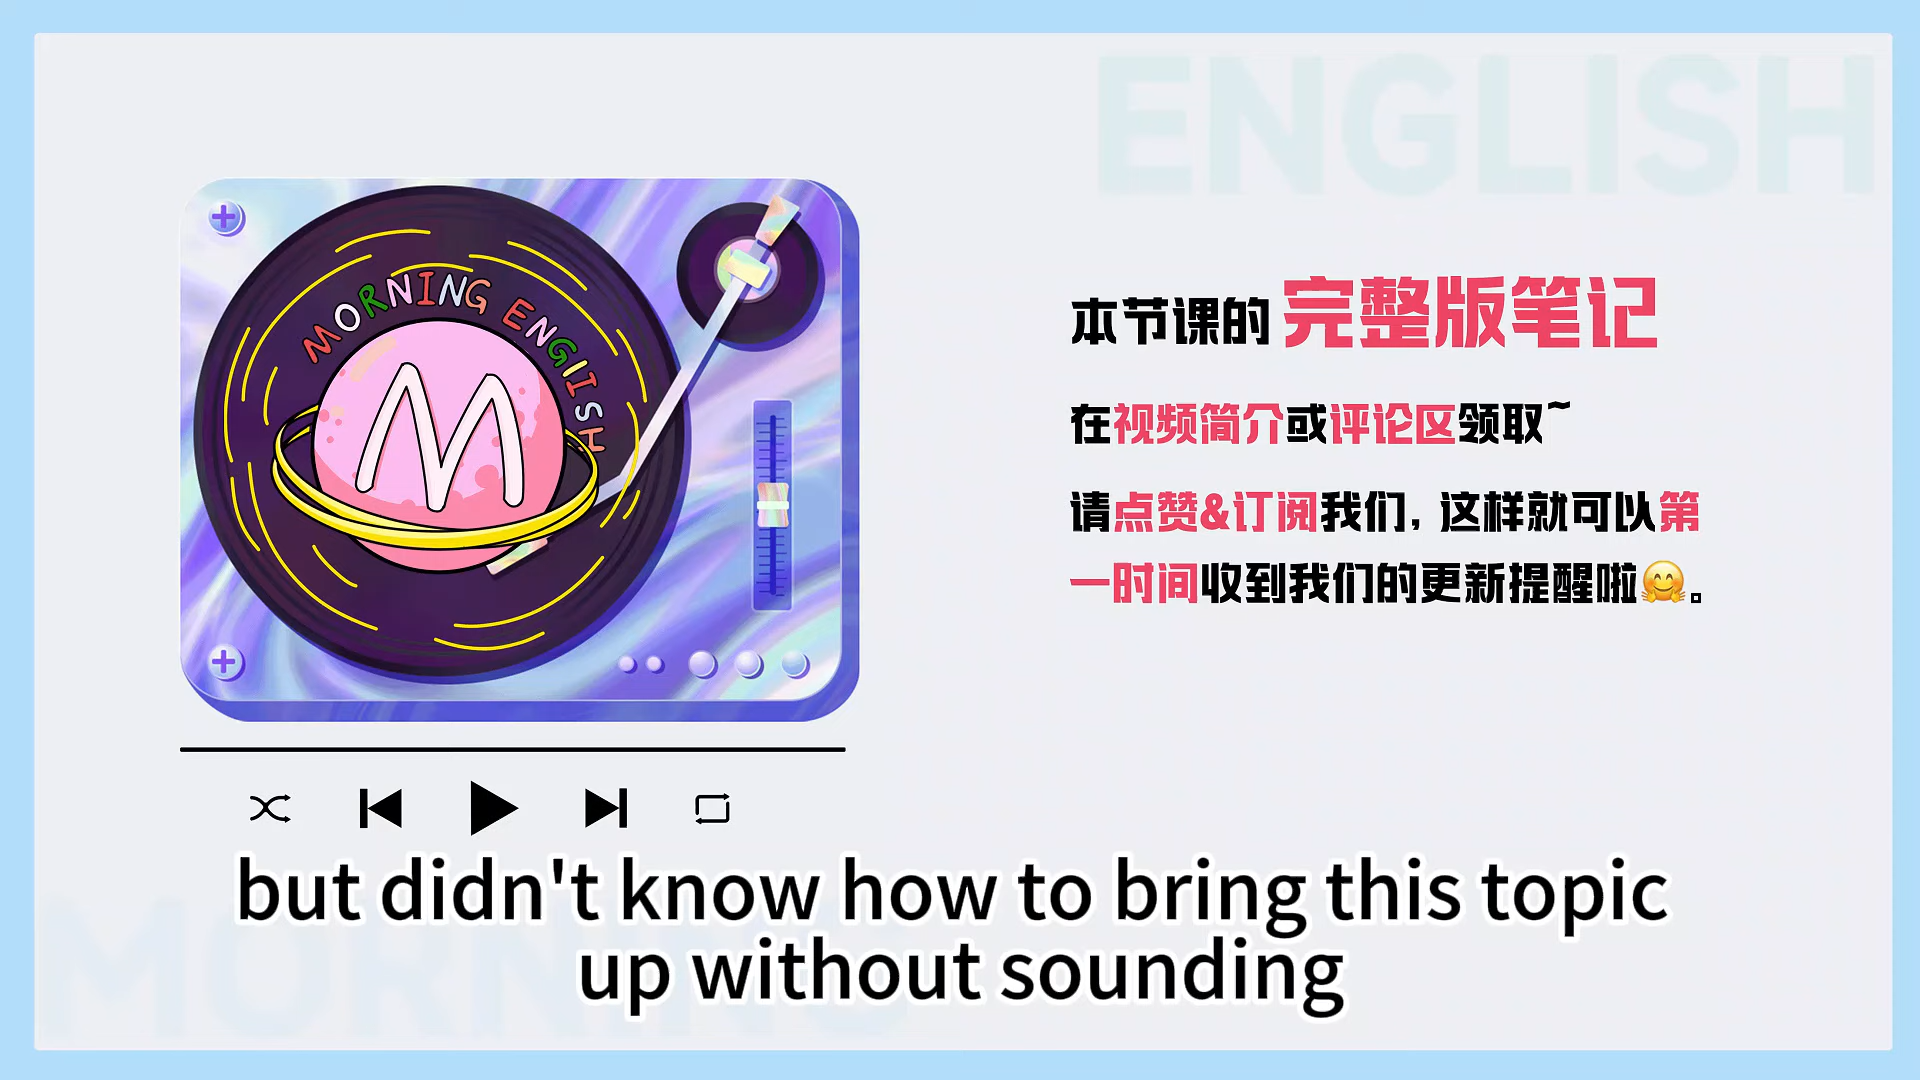 ENGLISH
MORNING ENGLISH
M
本节课的 完整版笔记
在视频简介或评论区领取~
请点赞&订阅我们，这样就可以第
一时间收到我们的更新提醒啦🤗。
MORNING
but didn't know how to bring this topic
up without sounding